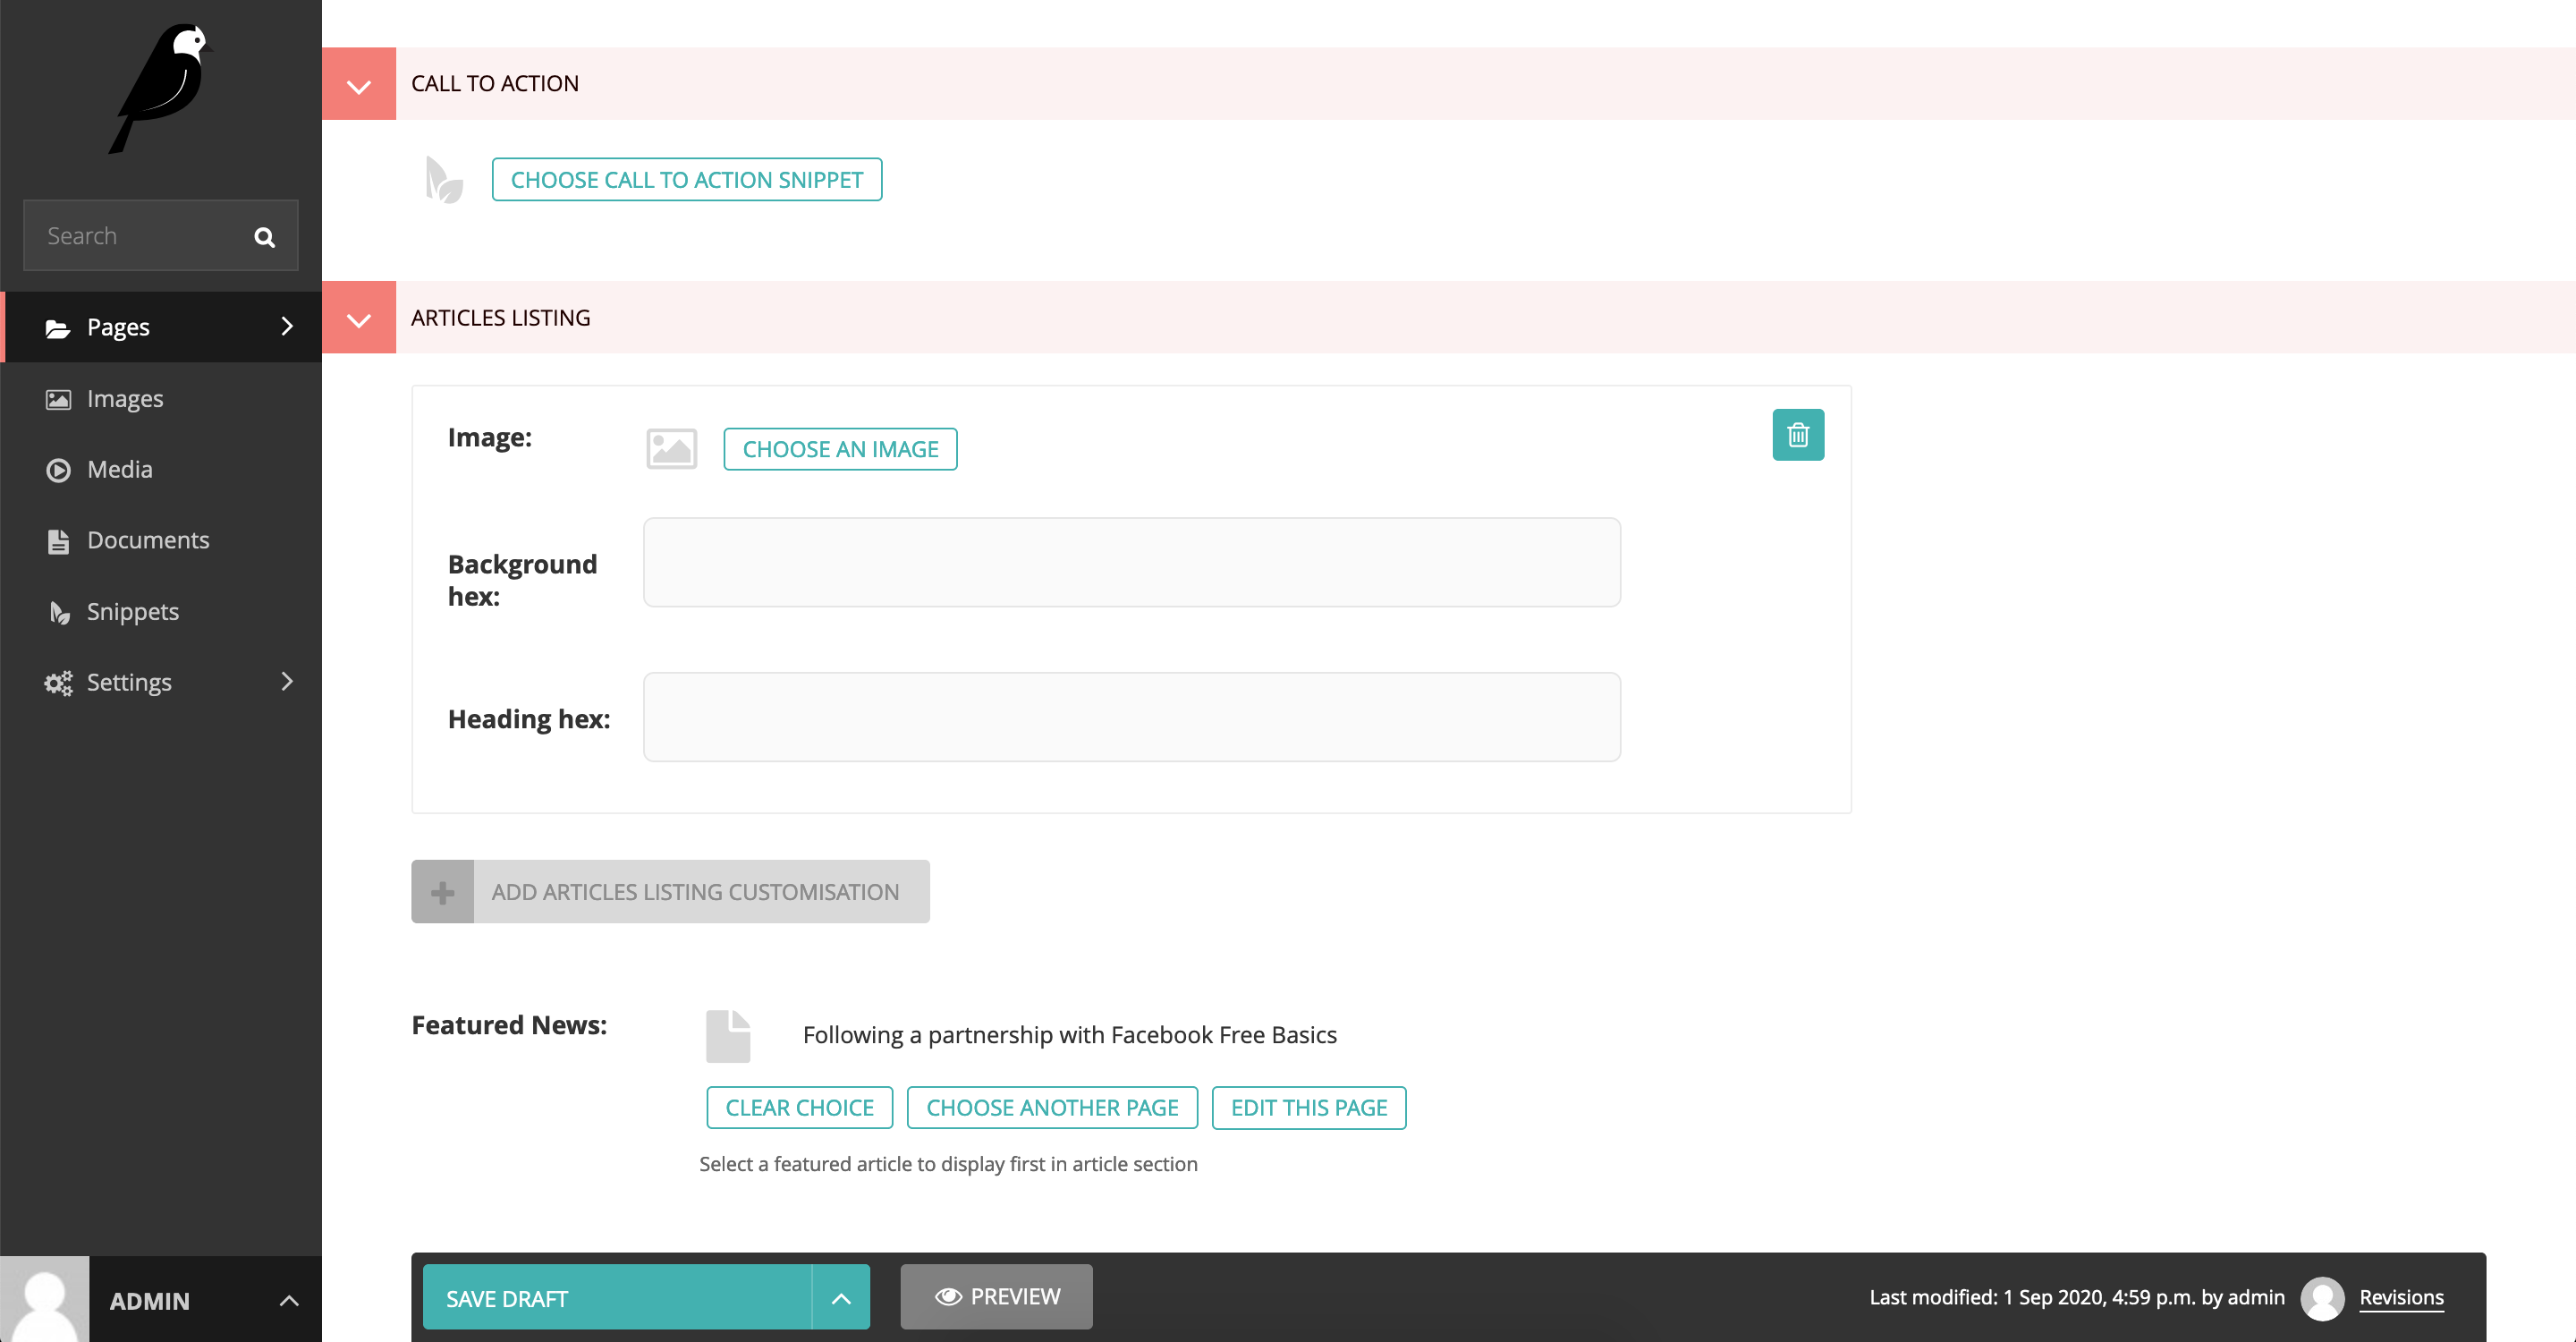 Search
Pages
Images
Media
Documents
Snippets
Settings
ADMIN
CALL TO ACTION
CHOOSE CALL TO ACTION SNIPPET
ARTICLES LISTING
Image:
CHOOSE AN IMAGE
Background
hex:
Heading hex:
ADD ARTICLES LISTING CUSTOMISATION
Featured News:
Following a partnership with Facebook Free Basics
CLEAR CHOICE
CHOOSE ANOTHER PAGE
EDIT THIS PAGE
Select a featured article to display first in article section
SAVE DRAFT
PREVIEW
Last modified: 1 Sep 2020, 4:59 p.m. by admin
Revisions